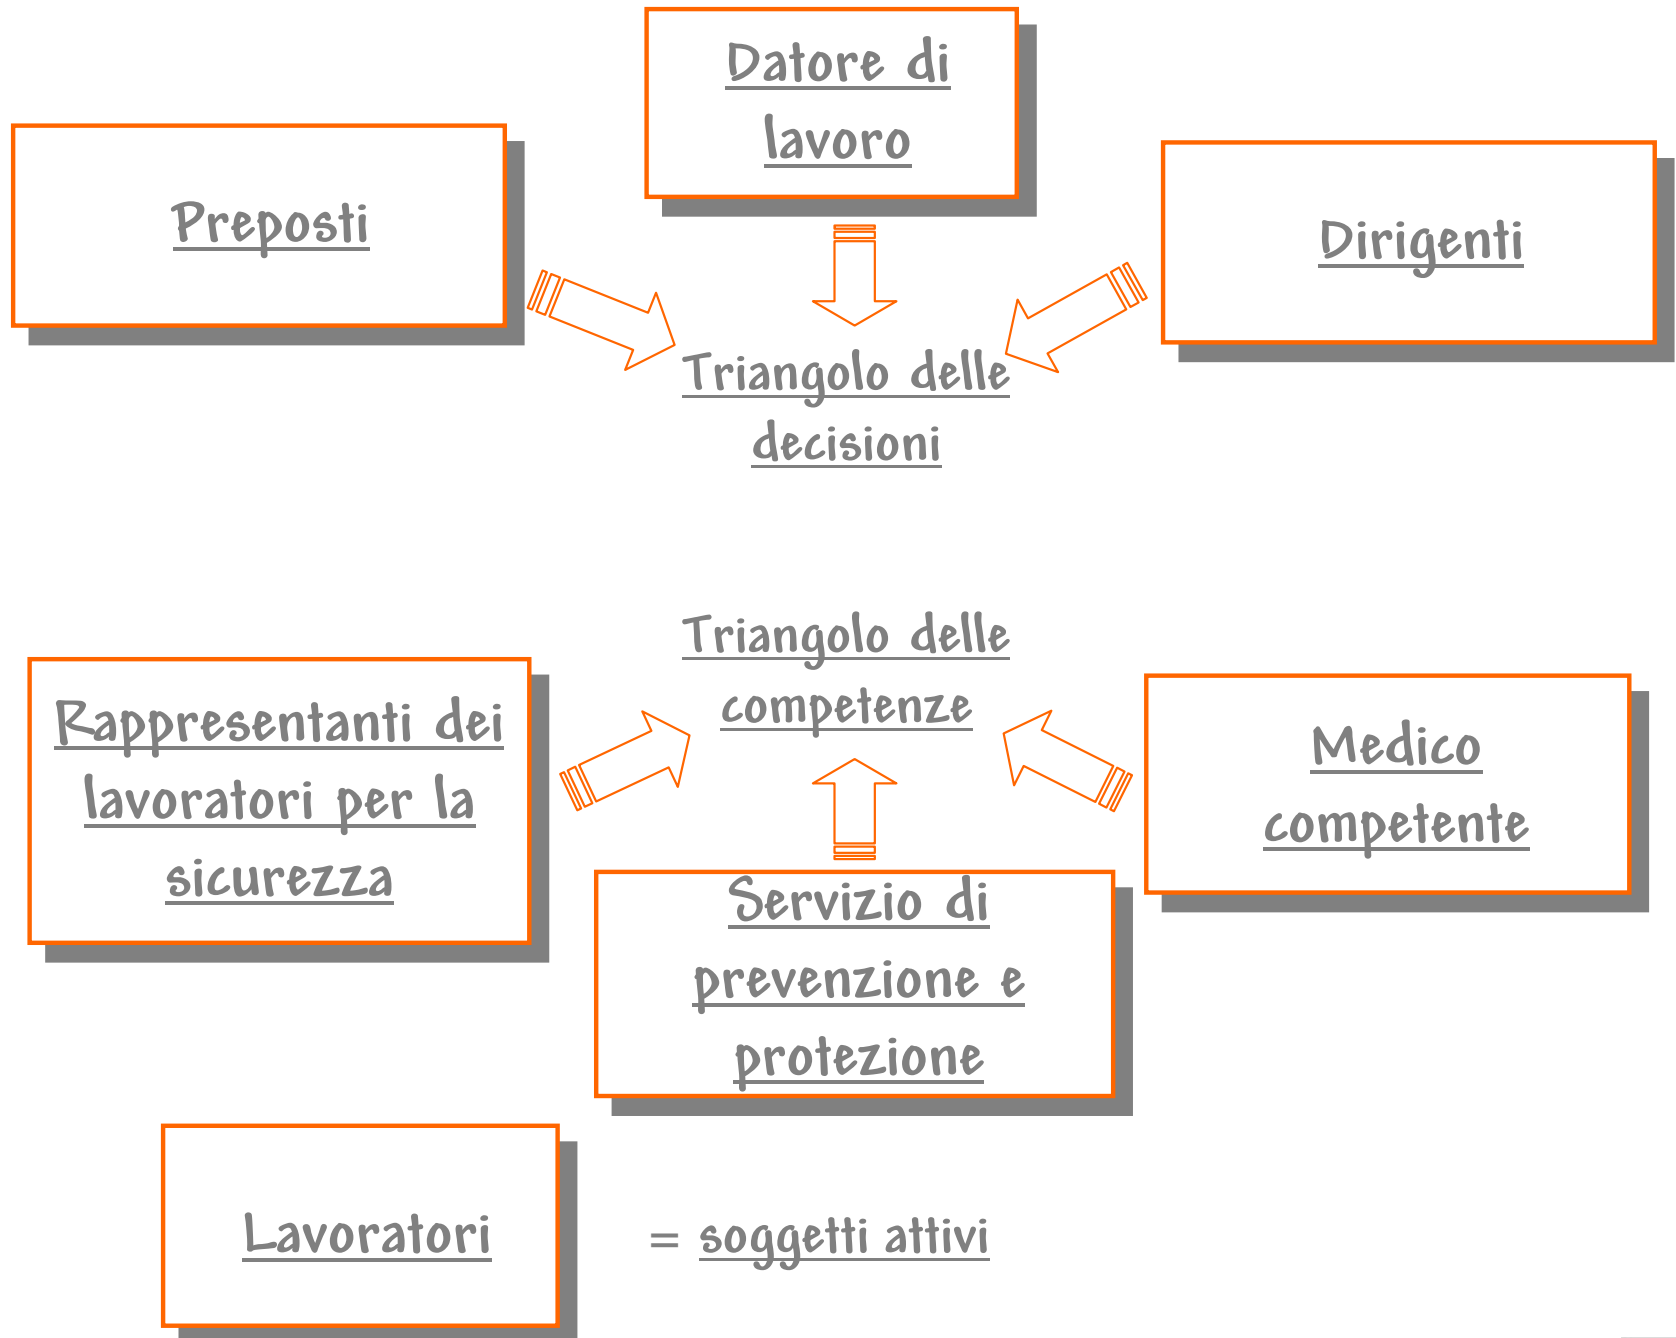 Datore di
lavoro
Preposti
Dirigenti
Triangolo delle
decisioni
Triangolo delle
competenze
Rappresentanti dei
lavoratori per la
sicurezza
Medico
competente
Servizio di
prevenzione e
protezione
Lavoratori
= soggetti attivi